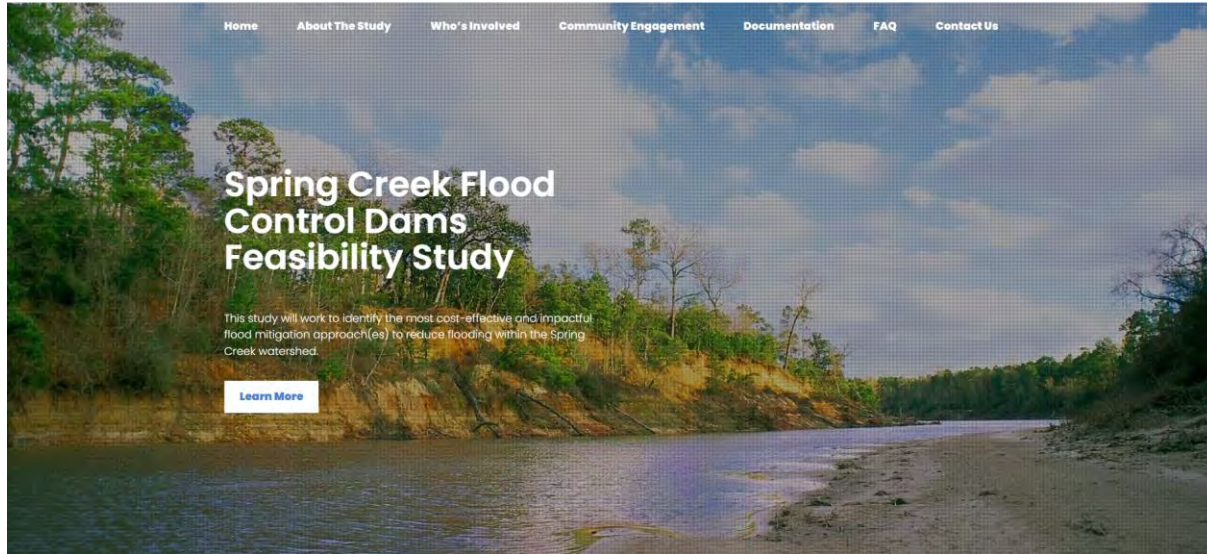 Home About The Study Who's Involved Community Engagement Documentation FAQ Contact Us
Spring Creek Flood
Control Dams
Feasibility Study
This study will work to identify the most cost-effective and impactful
flood mitigation approach(es) to reduce flooding within the Spring
Creek watershed.
Learn More